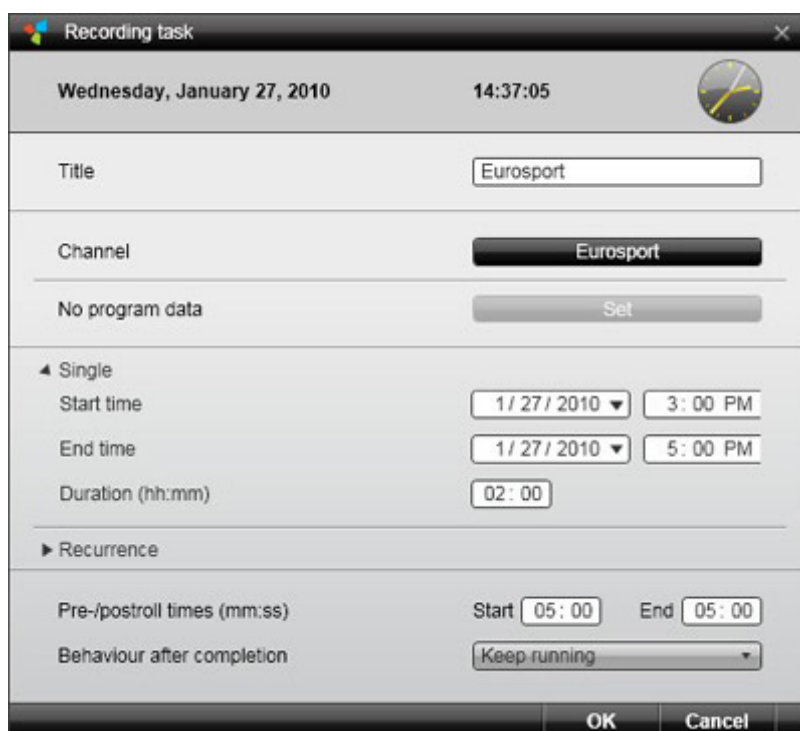 Recording task
Wednesday, January 27, 2010 14:37:05
Title Eurosport
Channel Eurosport
No program data Set
Single
Start time 1/ 27/ 2010 3: 00 PM
End time 1/ 27/ 2010 5: 00 PM
Duration (hh:mm) 02: 00
Recurrence
Pre-/postroll times (mm:ss) Start 05: 00 End 05: 00
Behaviour after completion Keep running
OK Cancel